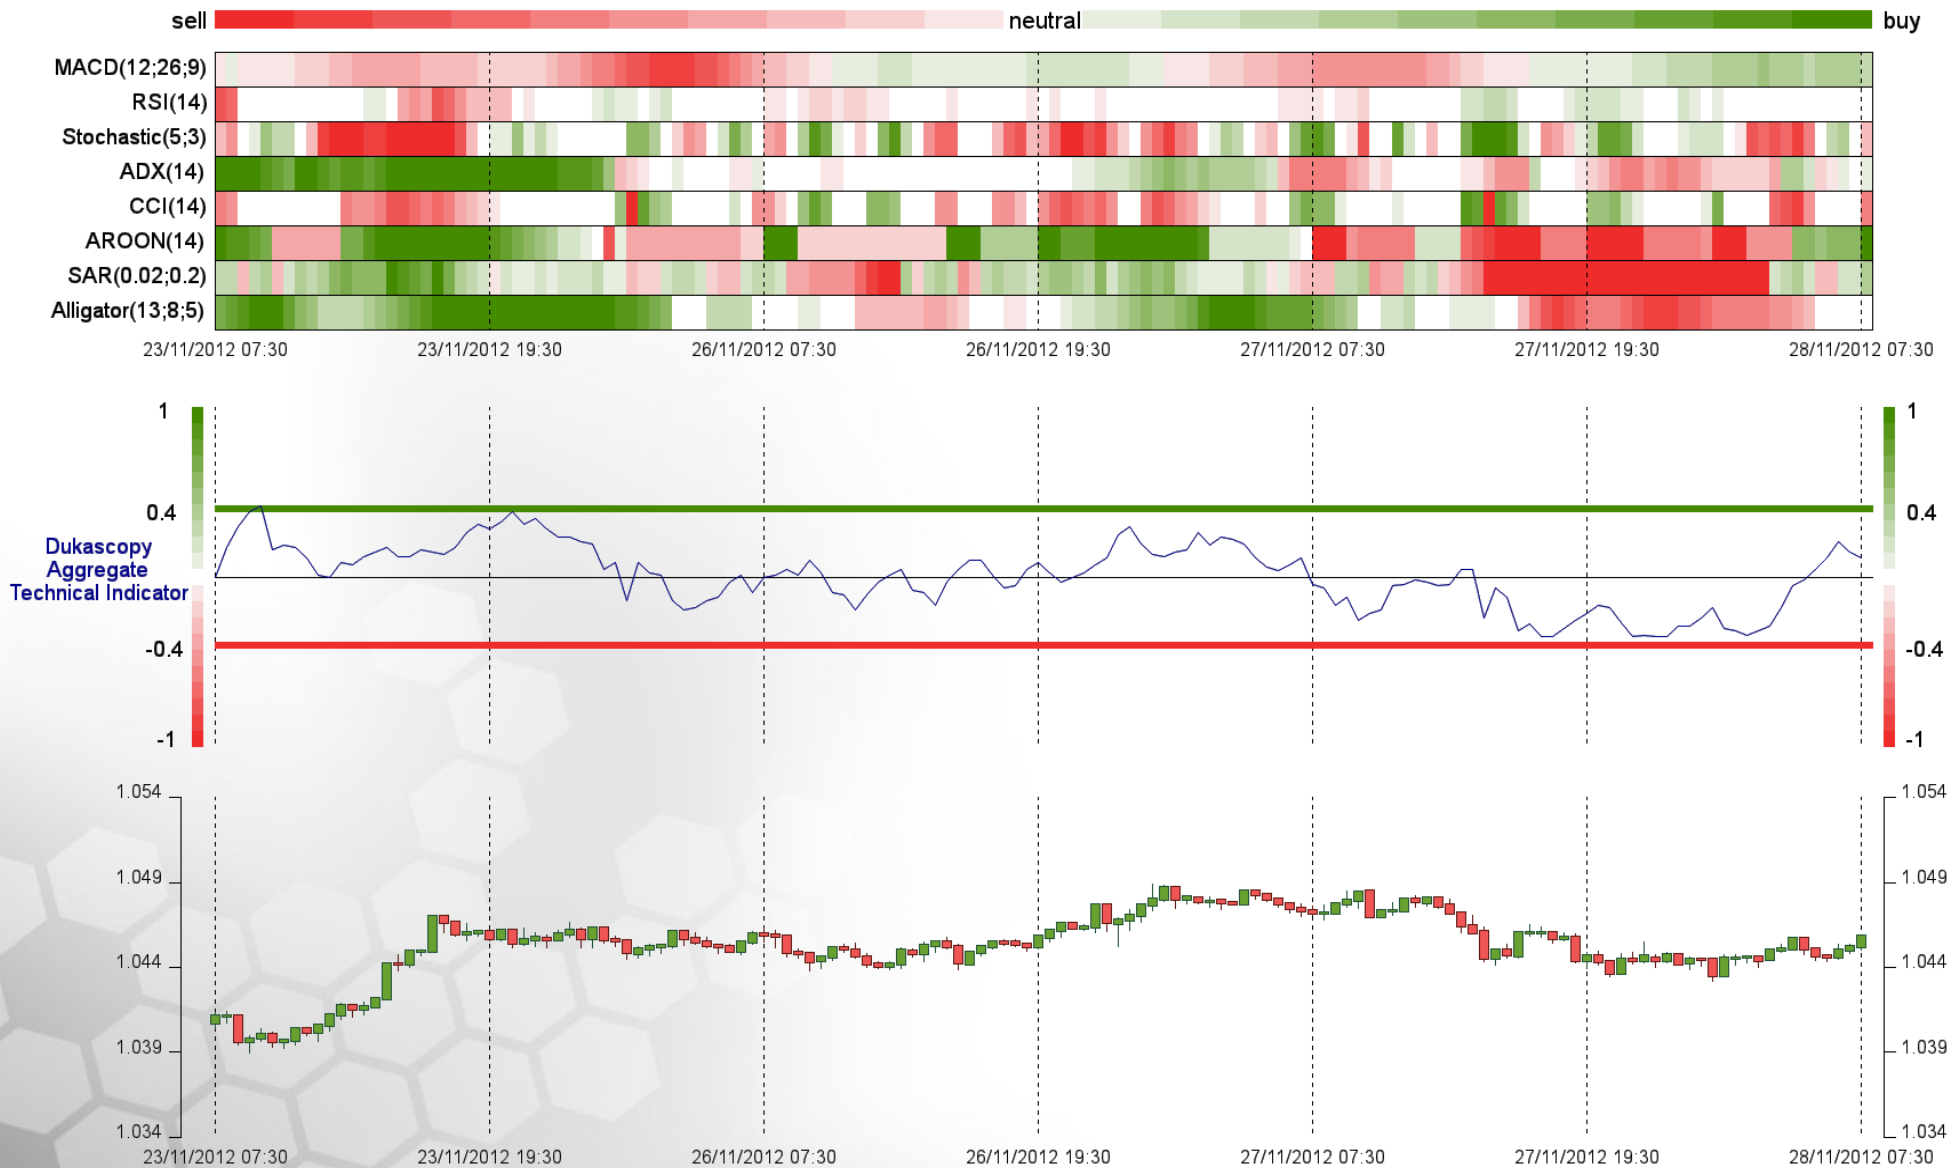 sell neutral buy
MACD(12;26;9)
RSI(14)
Stochastic(5;3)
ADX(14)
CCI(14)
AROON(14)
SAR(0.02;0.2)
Alligator(13;8;5)
23/11/2012 07:30 23/11/2012 19:30 26/11/2012 07:30 26/11/2012 19:30 27/11/2012 07:30 27/11/2012 19:30 28/11/2012 07:30
1 1
0.4 0.4
Dukascopy
Aggregate
Technical Indicator
-0.4 -0.4
-1 -1
1.054 1.054
1.049 1.049
1.044 1.044
1.039 1.039
1.034 1.034
23/11/2012 07:30 23/11/2012 19:30 26/11/2012 07:30 26/11/2012 19:30 27/11/2012 07:30 27/11/2012 19:30 28/11/2012 07:30